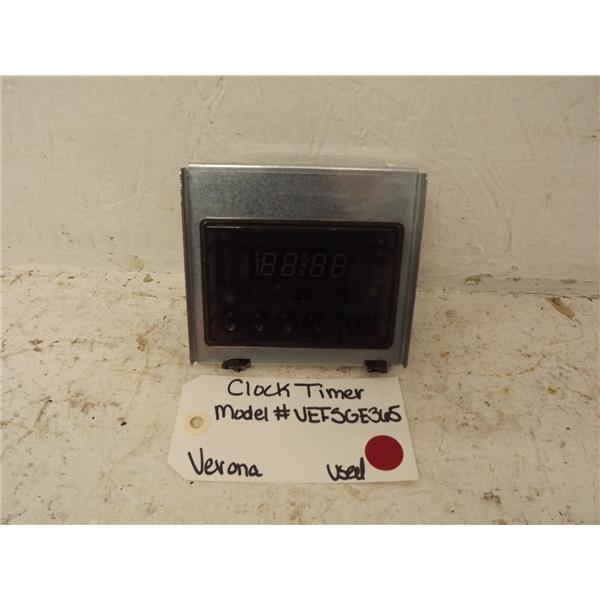 88:88
Clock Timer
Model # VEFSGE365
Verona used